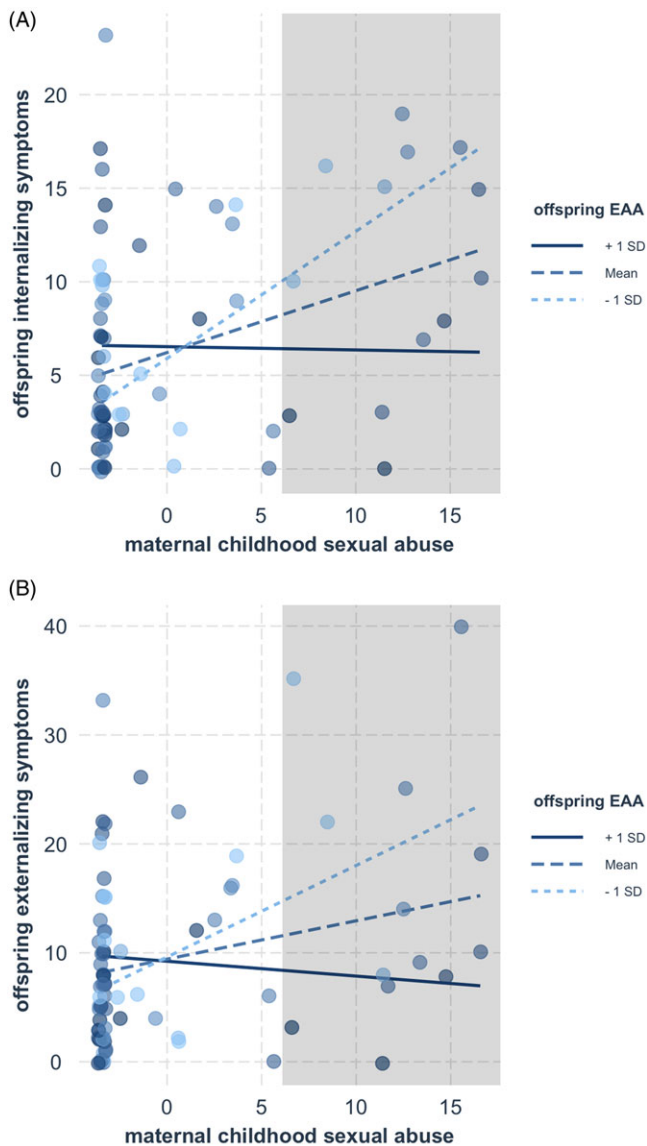 (A)
offspring internalizing symptoms
20
15
10
5
0
0 5 10 15
maternal childhood sexual abuse
offspring EAA
+ 1 SD
Mean
- 1 SD
(B)
offspring externalizing symptoms
40
30
20
10
0
0 5 10 15
maternal childhood sexual abuse
offspring EAA
+ 1 SD
Mean
- 1 SD